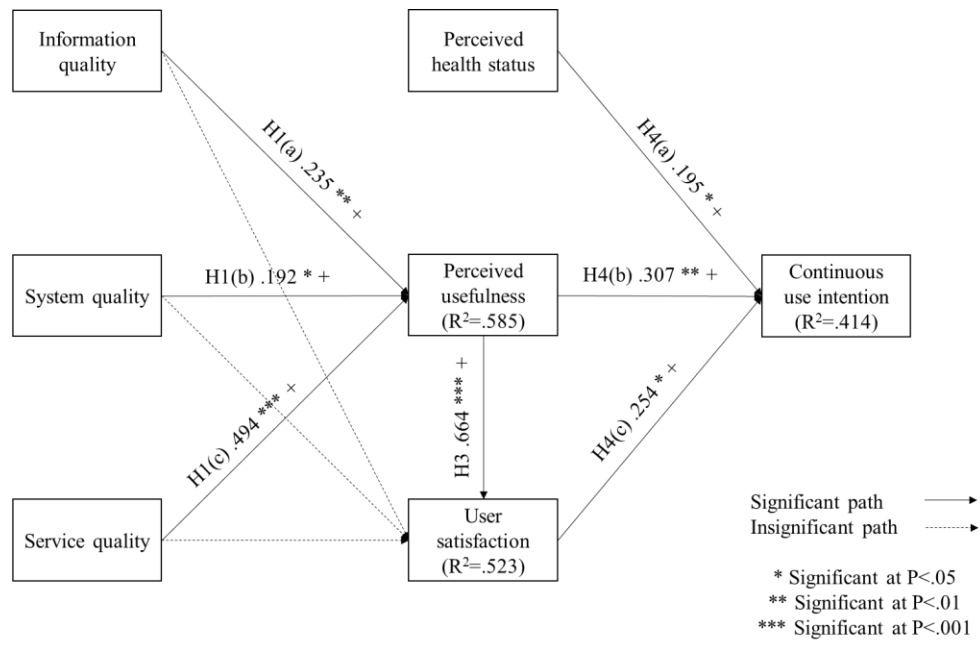 Information
quality
Perceived
health status
H1(a) .235 ** +
H4(a) .195 * +
System quality
H1(b) .192 * +
Perceived
usefulness
(R²=.585)
H4(b) .307 ** +
Continuous
use intention
(R²=.414)
H1(c) .494 *** +
H3 .664 *** +
H4(c) .254 * +
Service quality
User
satisfaction
(R²=.523)
Significant path
Insignificant path
* Significant at P<.05
** Significant at P<.01
*** Significant at P<.001